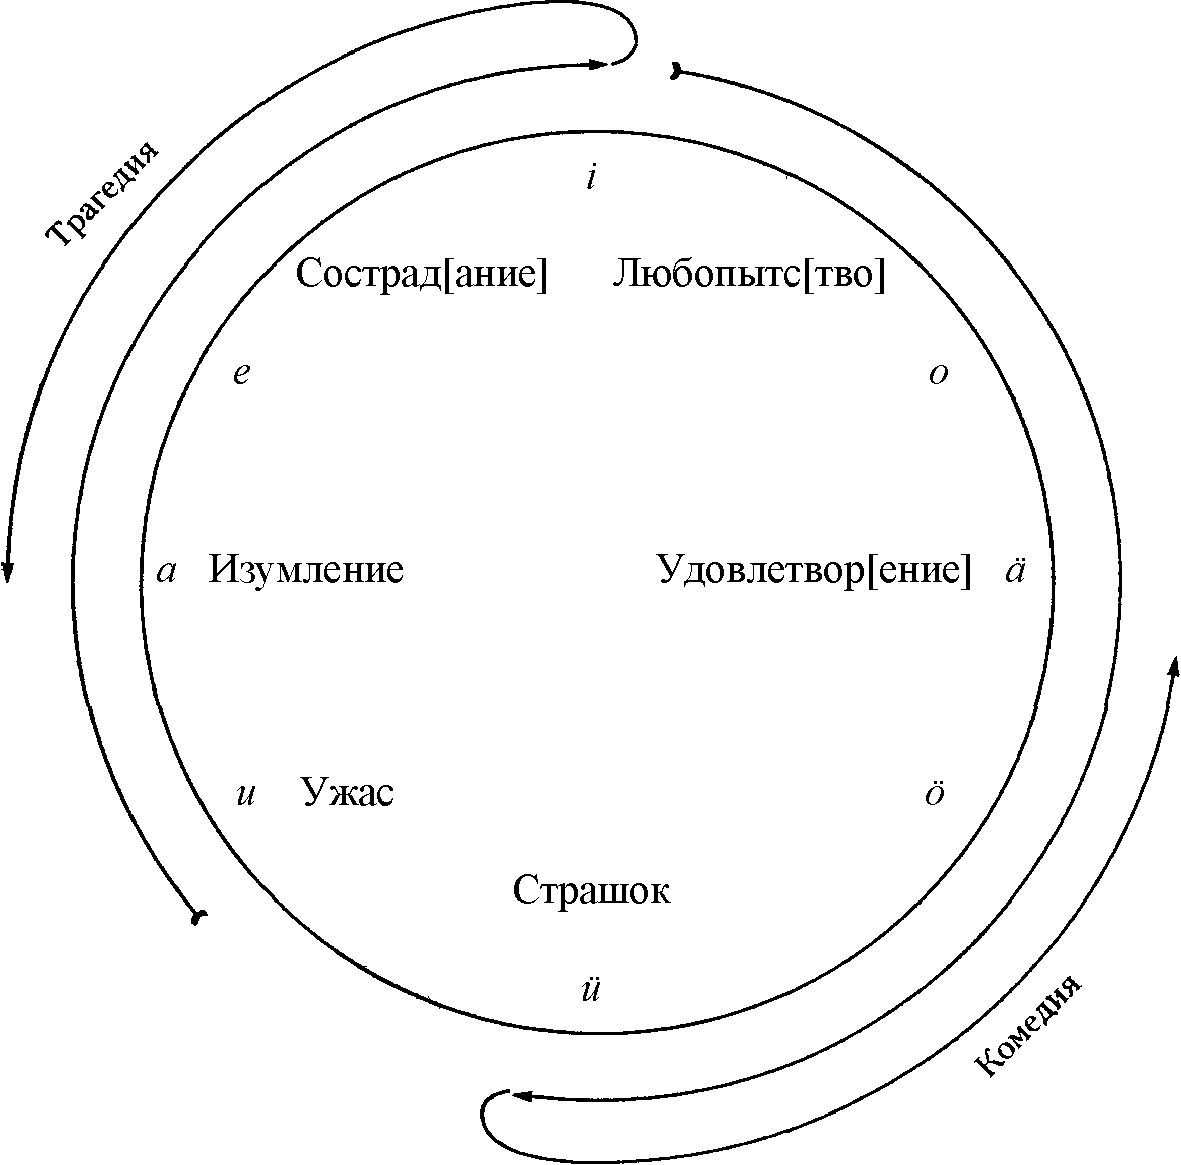 Трагедия
i
Сострад[ание] Любопытс[тво]
e o
a Изумление Удовлетвор[ение] ä
u Ужас ö
Страшок
ü
Комедия